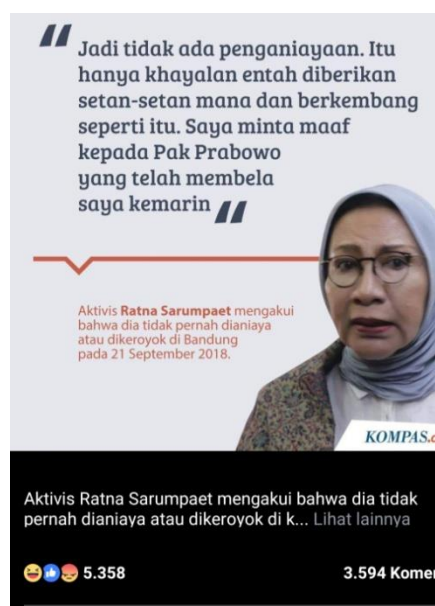 Jadi tidak ada penganiayaan. Itu
hanya khayalan entah diberikan
setan-setan mana dan berkembang
seperti itu. Saya minta maaf
kepada Pak Prabowo
yang telah membela
saya kemarin
Aktivis Ratna Sarumpaet mengakui
bahwa dia tidak pernah dianiaya
atau dikeroyok di Bandung
pada 21 September 2018.
KOMPAS.c
Aktivis Ratna Sarumpaet mengakui bahwa dia tidak
pernah dianiaya atau dikeroyok di k... Lihat lainnya
5.358
3.594 Komen